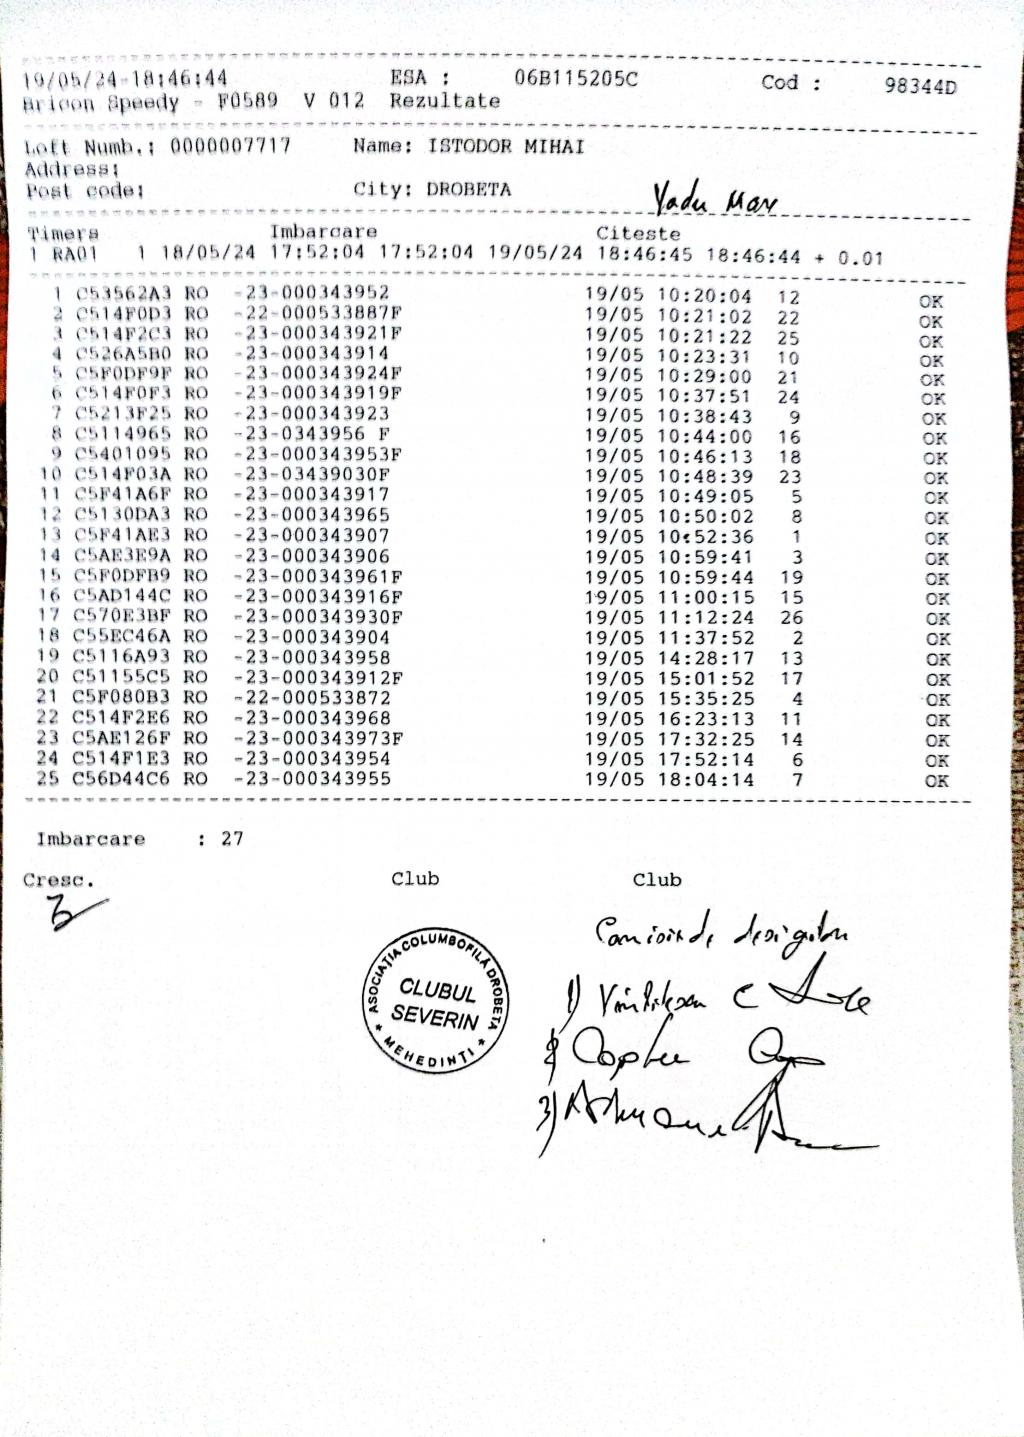 19/05/24-18:46:44 ESA : 06B115205C Cod : 98344D
Bricon Speedy - F0589 V 012 Rezultate
Loft Numb.: 0000007717 Name: ISTODOR MIHAI
Address:
Post code: City: DROBETA
Vadu Mare
Timers Imbarcare Citeste
1 RA01 1 18/05/24 17:52:04 17:52:04 19/05/24 18:46:45 18:46:44 + 0.01
1 C53562A3 RO -23-000343952 19/05 10:20:04 12 OK
2 C514F0D3 RO -22-000533887F 19/05 10:21:02 22 OK
3 C514F2C3 RO -23-000343921F 19/05 10:21:22 25 OK
4 C526A5B0 RO -23-000343914 19/05 10:23:31 10 OK
5 C5F0DF9F RO -23-000343924F 19/05 10:29:00 21 OK
6 C514F0F3 RO -23-000343919F 19/05 10:37:51 24 OK
7 C5213F25 RO -23-000343923 19/05 10:38:43 9 OK
8 C5114965 RO -23-0343956 F 19/05 10:44:00 16 OK
9 C5401095 RO -23-000343953F 19/05 10:46:13 18 OK
10 C514F03A RO -23-03439030F 19/05 10:48:39 23 OK
11 C5F41A6F RO -23-000343917 19/05 10:49:05 5 OK
12 C5130DA3 RO -23-000343965 19/05 10:50:02 8 OK
13 C5F41AE3 RO -23-000343907 19/05 10:52:36 1 OK
14 C5AE3E9A RO -23-000343906 19/05 10:59:41 3 OK
15 C5F0DFB9 RO -23-000343961F 19/05 10:59:44 19 OK
16 C5AD144C RO -23-000343916F 19/05 11:00:15 15 OK
17 C570E3BF RO -23-000343930F 19/05 11:12:24 26 OK
18 C55EC46A RO -23-000343904 19/05 11:37:52 2 OK
19 C5116A93 RO -23-000343958 19/05 14:28:17 13 OK
20 C51155C5 RO -23-000343912F 19/05 15:01:52 17 OK
21 C5F080B3 RO -22-000533872 19/05 15:35:25 4 OK
22 C514F2E6 RO -23-000343968 19/05 16:23:13 11 OK
23 C5AE126F RO -23-000343973F 19/05 17:32:25 14 OK
24 C514F1E3 RO -23-000343954 19/05 17:52:14 6 OK
25 C56D44C6 RO -23-000343955 19/05 18:04:14 7 OK
Imbarcare : 27
Cresc. Club Club
ASOCIAȚIA COLUMBOFILĂ DROBETA
CLUBUL
SEVERIN
* MEHEDINȚI *
1)
2)
3)